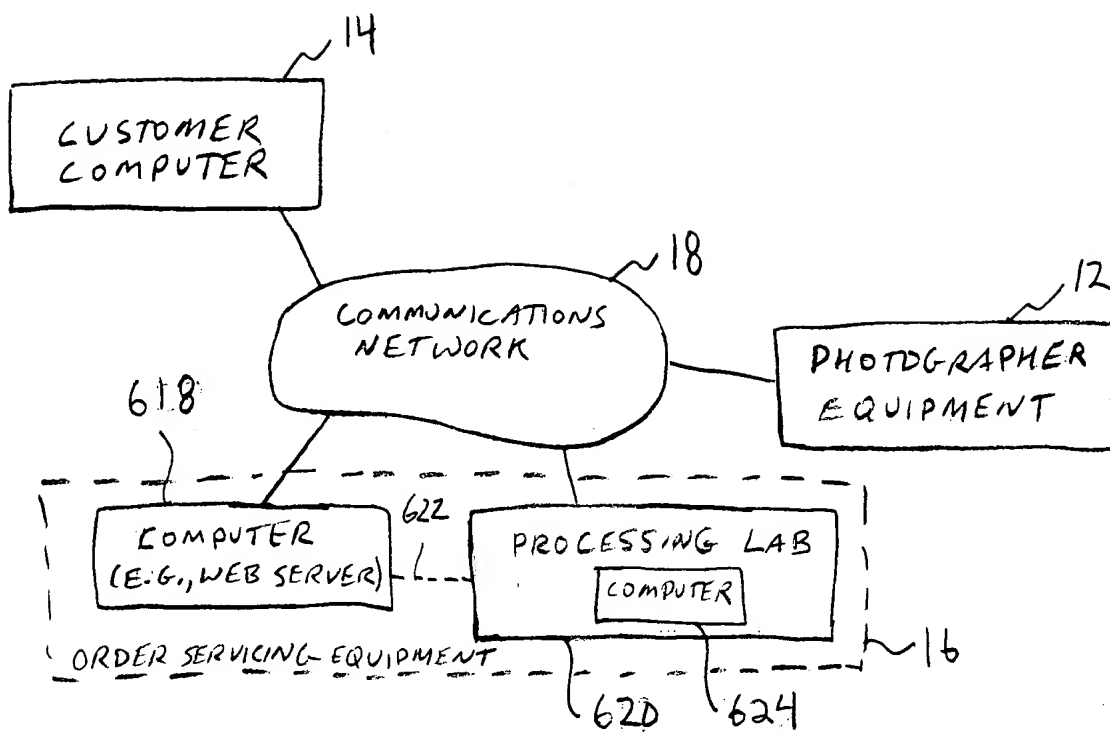 14
CUSTOMER
COMPUTER
18
COMMUNICATIONS
NETWORK
12
PHOTOGRAPHER
EQUIPMENT
618
COMPUTER
(E.G., WEB SERVER)
622
PROCESSING LAB
COMPUTER
ORDER SERVICING EQUIPMENT
16
620
624